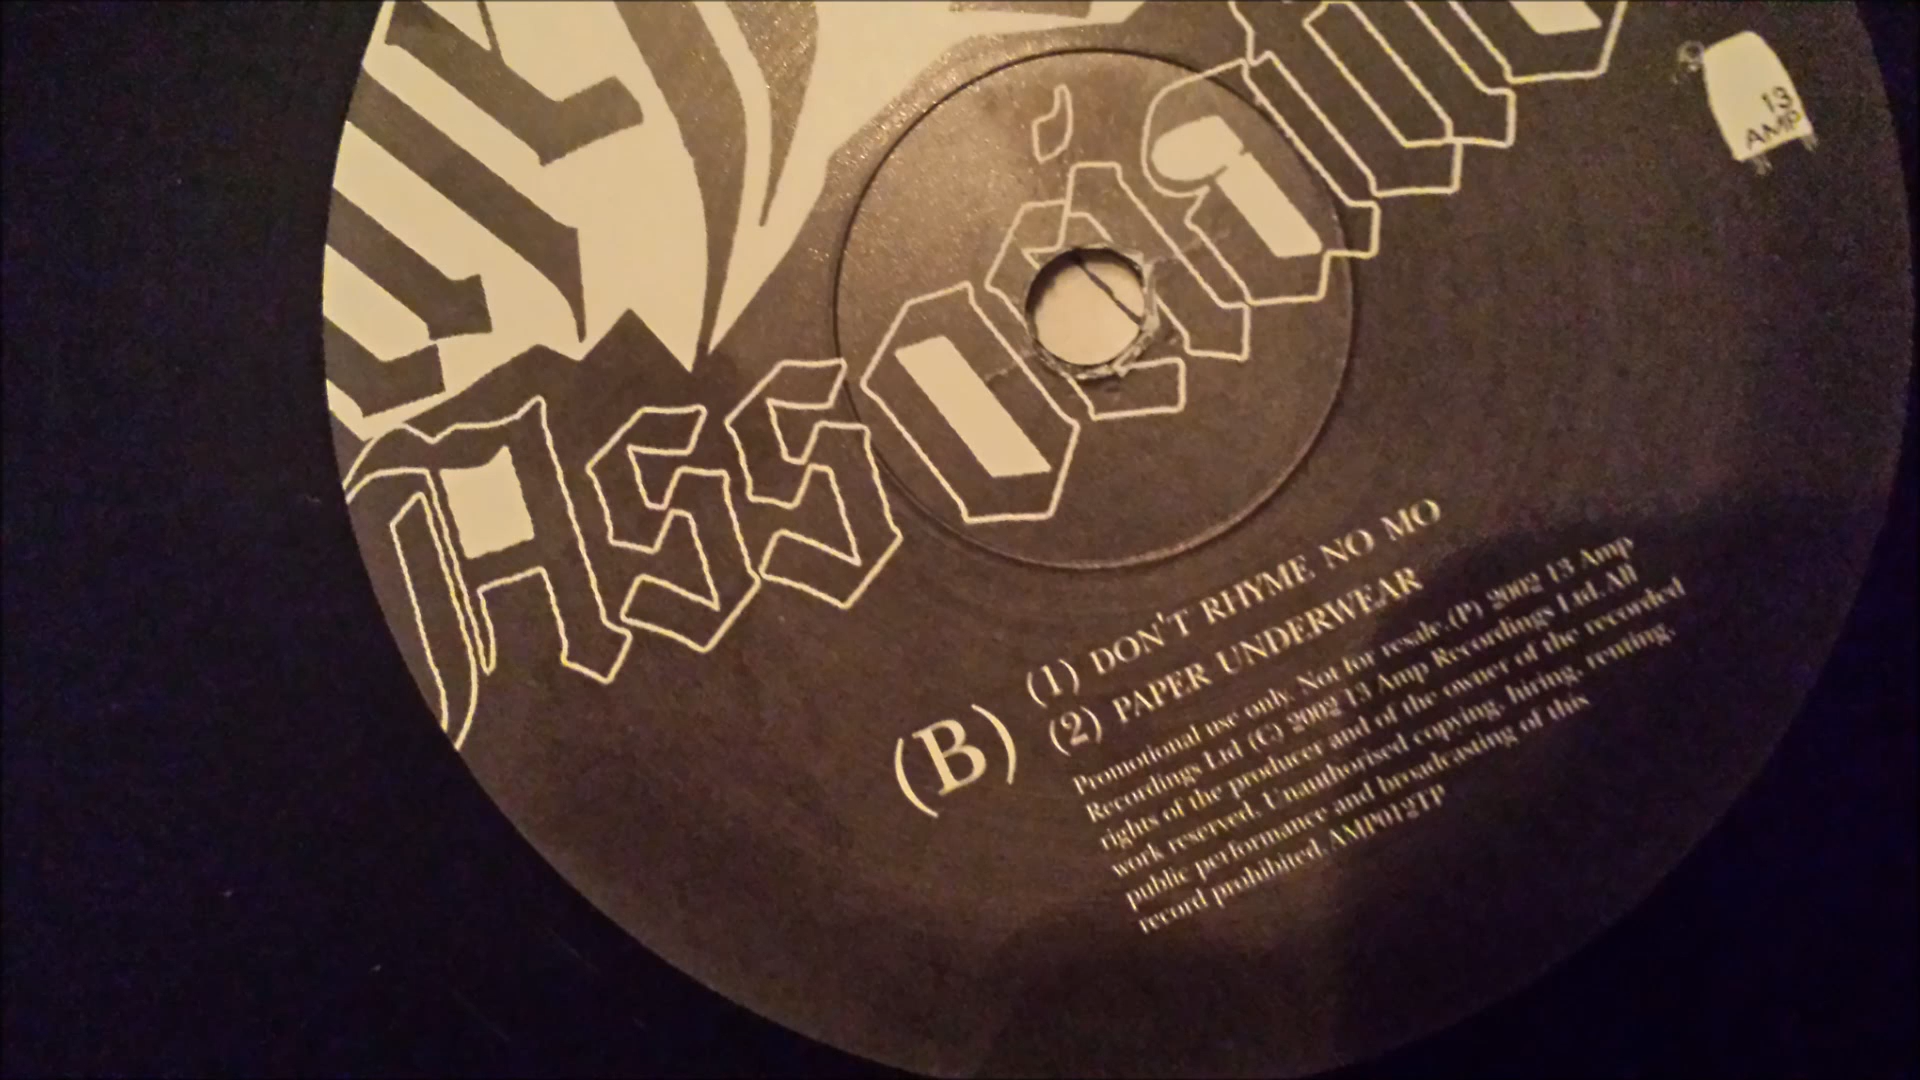 13
AMP
(B)
(1) DON'T RHYME NO MO
(2) PAPER UNDERWEAR
Promotional use only. Not for resale. (P) 2002 13 Amp
Recordings Ltd (C) 2002 13 Amp Recordings Ltd. All
rights of the producer and of the owner of the recorded
work reserved. Unauthorised copying, hiring, renting,
public performance and broadcasting of this
record prohibited. AMP012TP